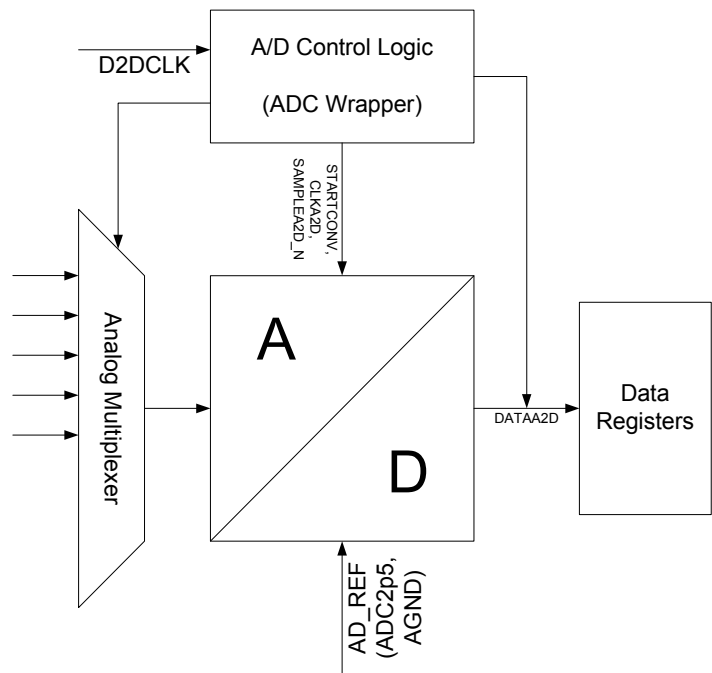 A/D Control Logic
(ADC Wrapper)
D2DCLK
STARTCONV,
CLKA2D,
SAMPLEA2D_N
Analog Multiplexer
A
D
DATAA2D
Data
Registers
AD_REF
(ADC2p5,
AGND)